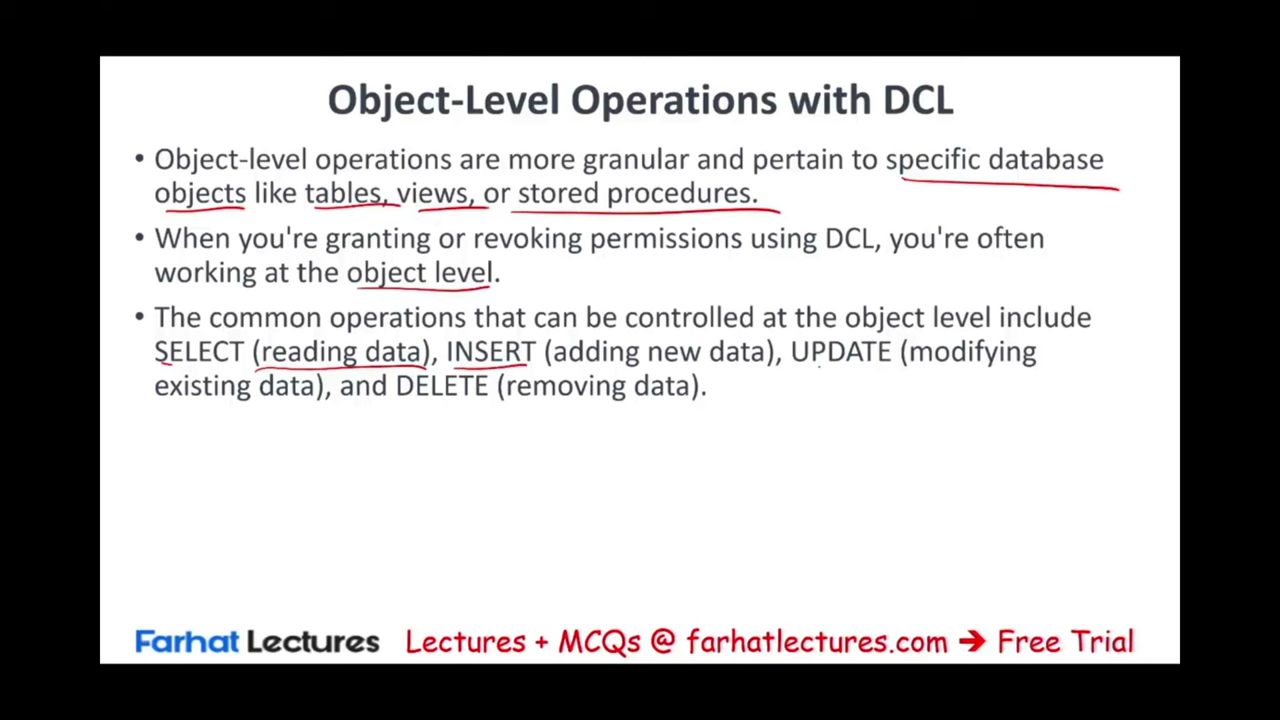 Object-Level Operations with DCL
• Object-level operations are more granular and pertain to specific database
objects like tables, views, or stored procedures.
• When you're granting or revoking permissions using DCL, you're often
working at the object level.
• The common operations that can be controlled at the object level include
SELECT (reading data), INSERT (adding new data), UPDATE (modifying
existing data), and DELETE (removing data).
Farhat Lectures Lectures + MCQs @ farhatlectures.com → Free Trial